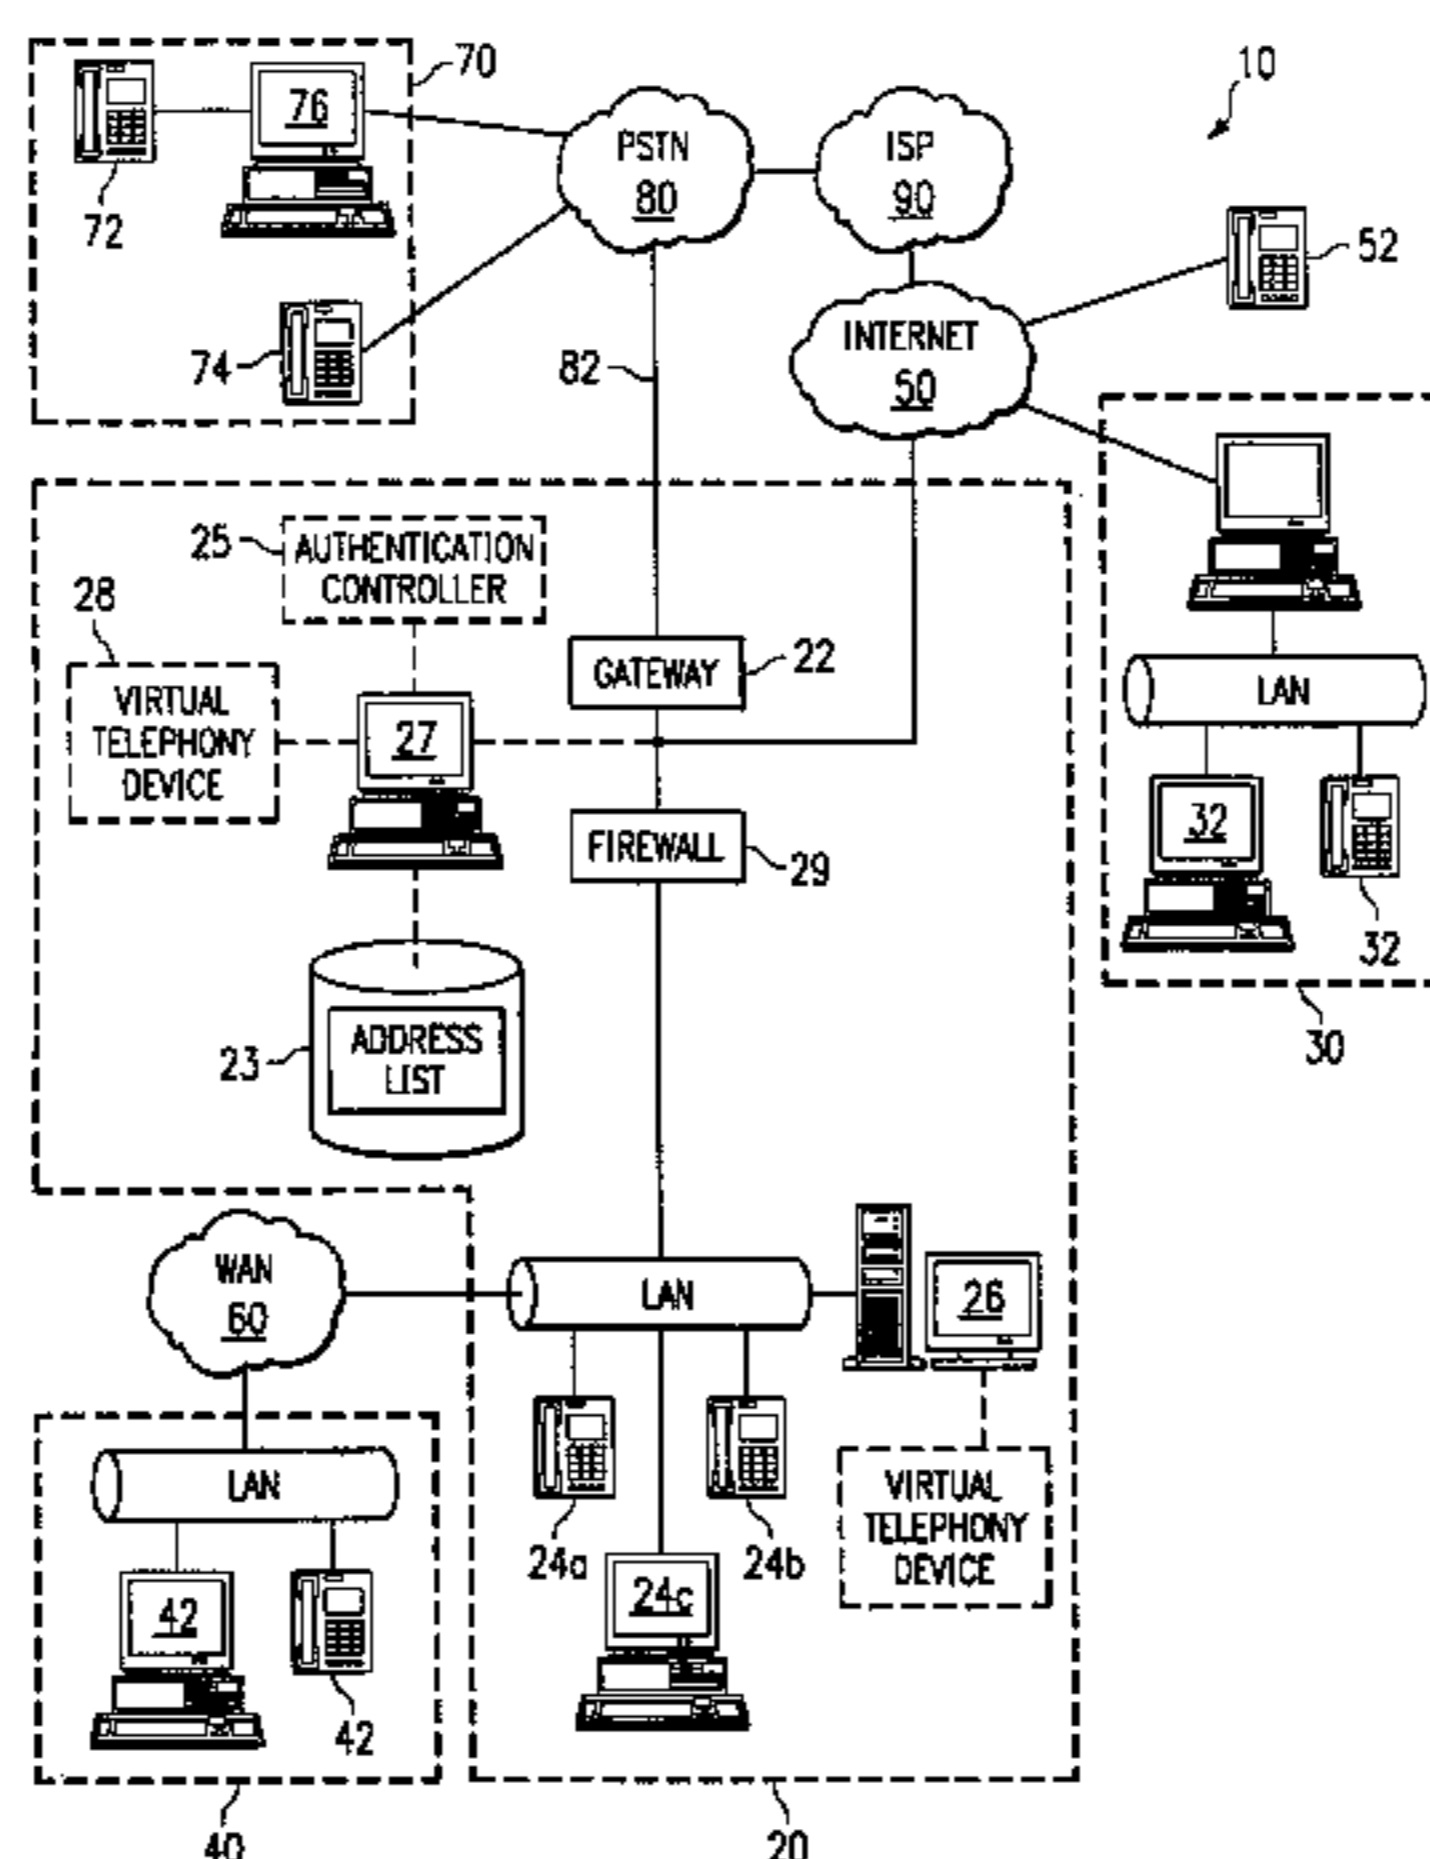 70
10
76
72
PSTN
80
ISP
90
52
74
82
INTERNET
50
25
AUTHENTICATION
CONTROLLER
28
VIRTUAL
TELEPHONY
DEVICE
27
GATEWAY
22
FIREWALL
29
LAN
32
32
30
23
ADDRESS
LIST
WAN
60
LAN
26
24a
24b
24c
VIRTUAL
TELEPHONY
DEVICE
LAN
42
42
40
20